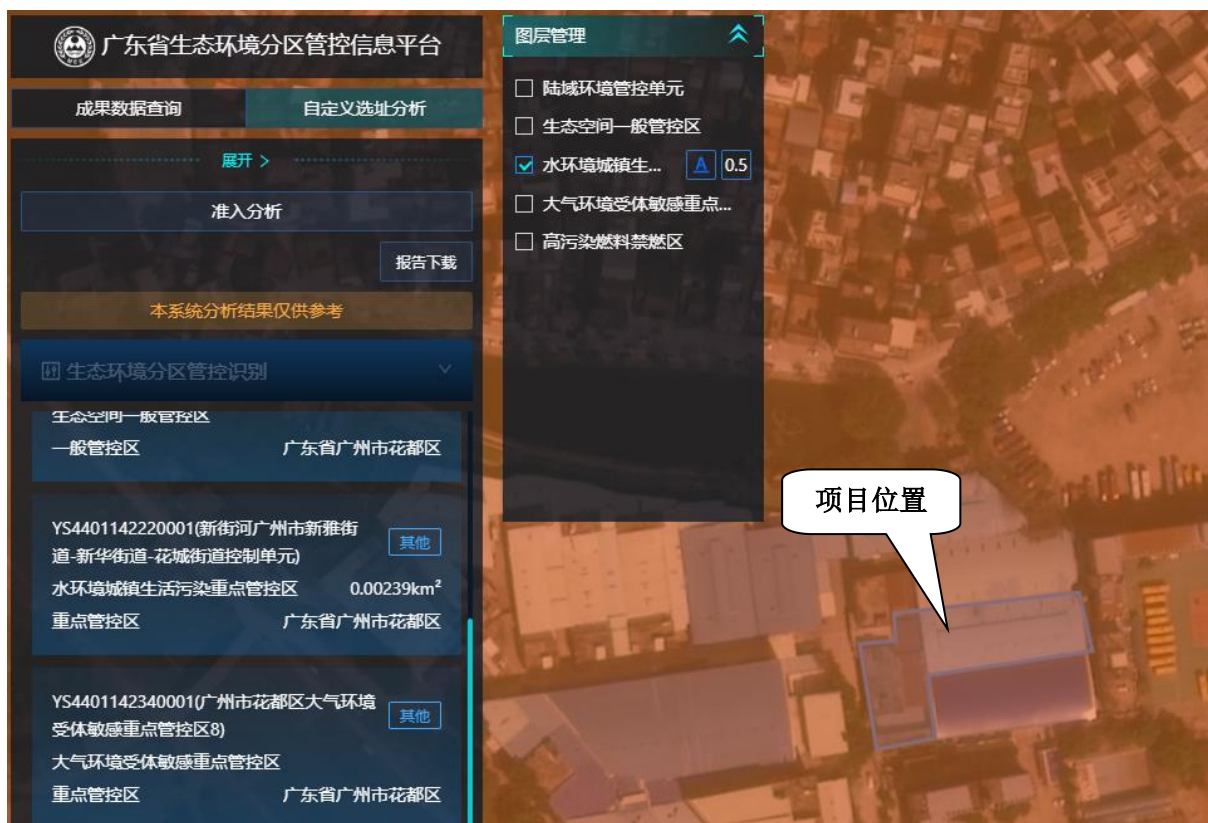 广东省生态环境分区管控信息平台
成果数据查询
自定义选址分析
展开 >
准入分析
报告下载
本系统分析结果仅供参考
生态环境分区管控识别
生态空间一般管控区
一般管控区 广东省广州市花都区
YS4401142220001(新街河广州市新雅街
道-新华街道-花城街道控制单元)
其他
水环境城镇生活污染重点管控区 0.00239km²
重点管控区 广东省广州市花都区
YS4401142340001(广州市花都区大气环境
受体敏感重点管控区8)
其他
大气环境受体敏感重点管控区
重点管控区 广东省广州市花都区
图层管理
陆域环境管控单元
生态空间一般管控区
水环境城镇生... A 0.5
大气环境受体敏感重点...
高污染燃料禁燃区
项目位置